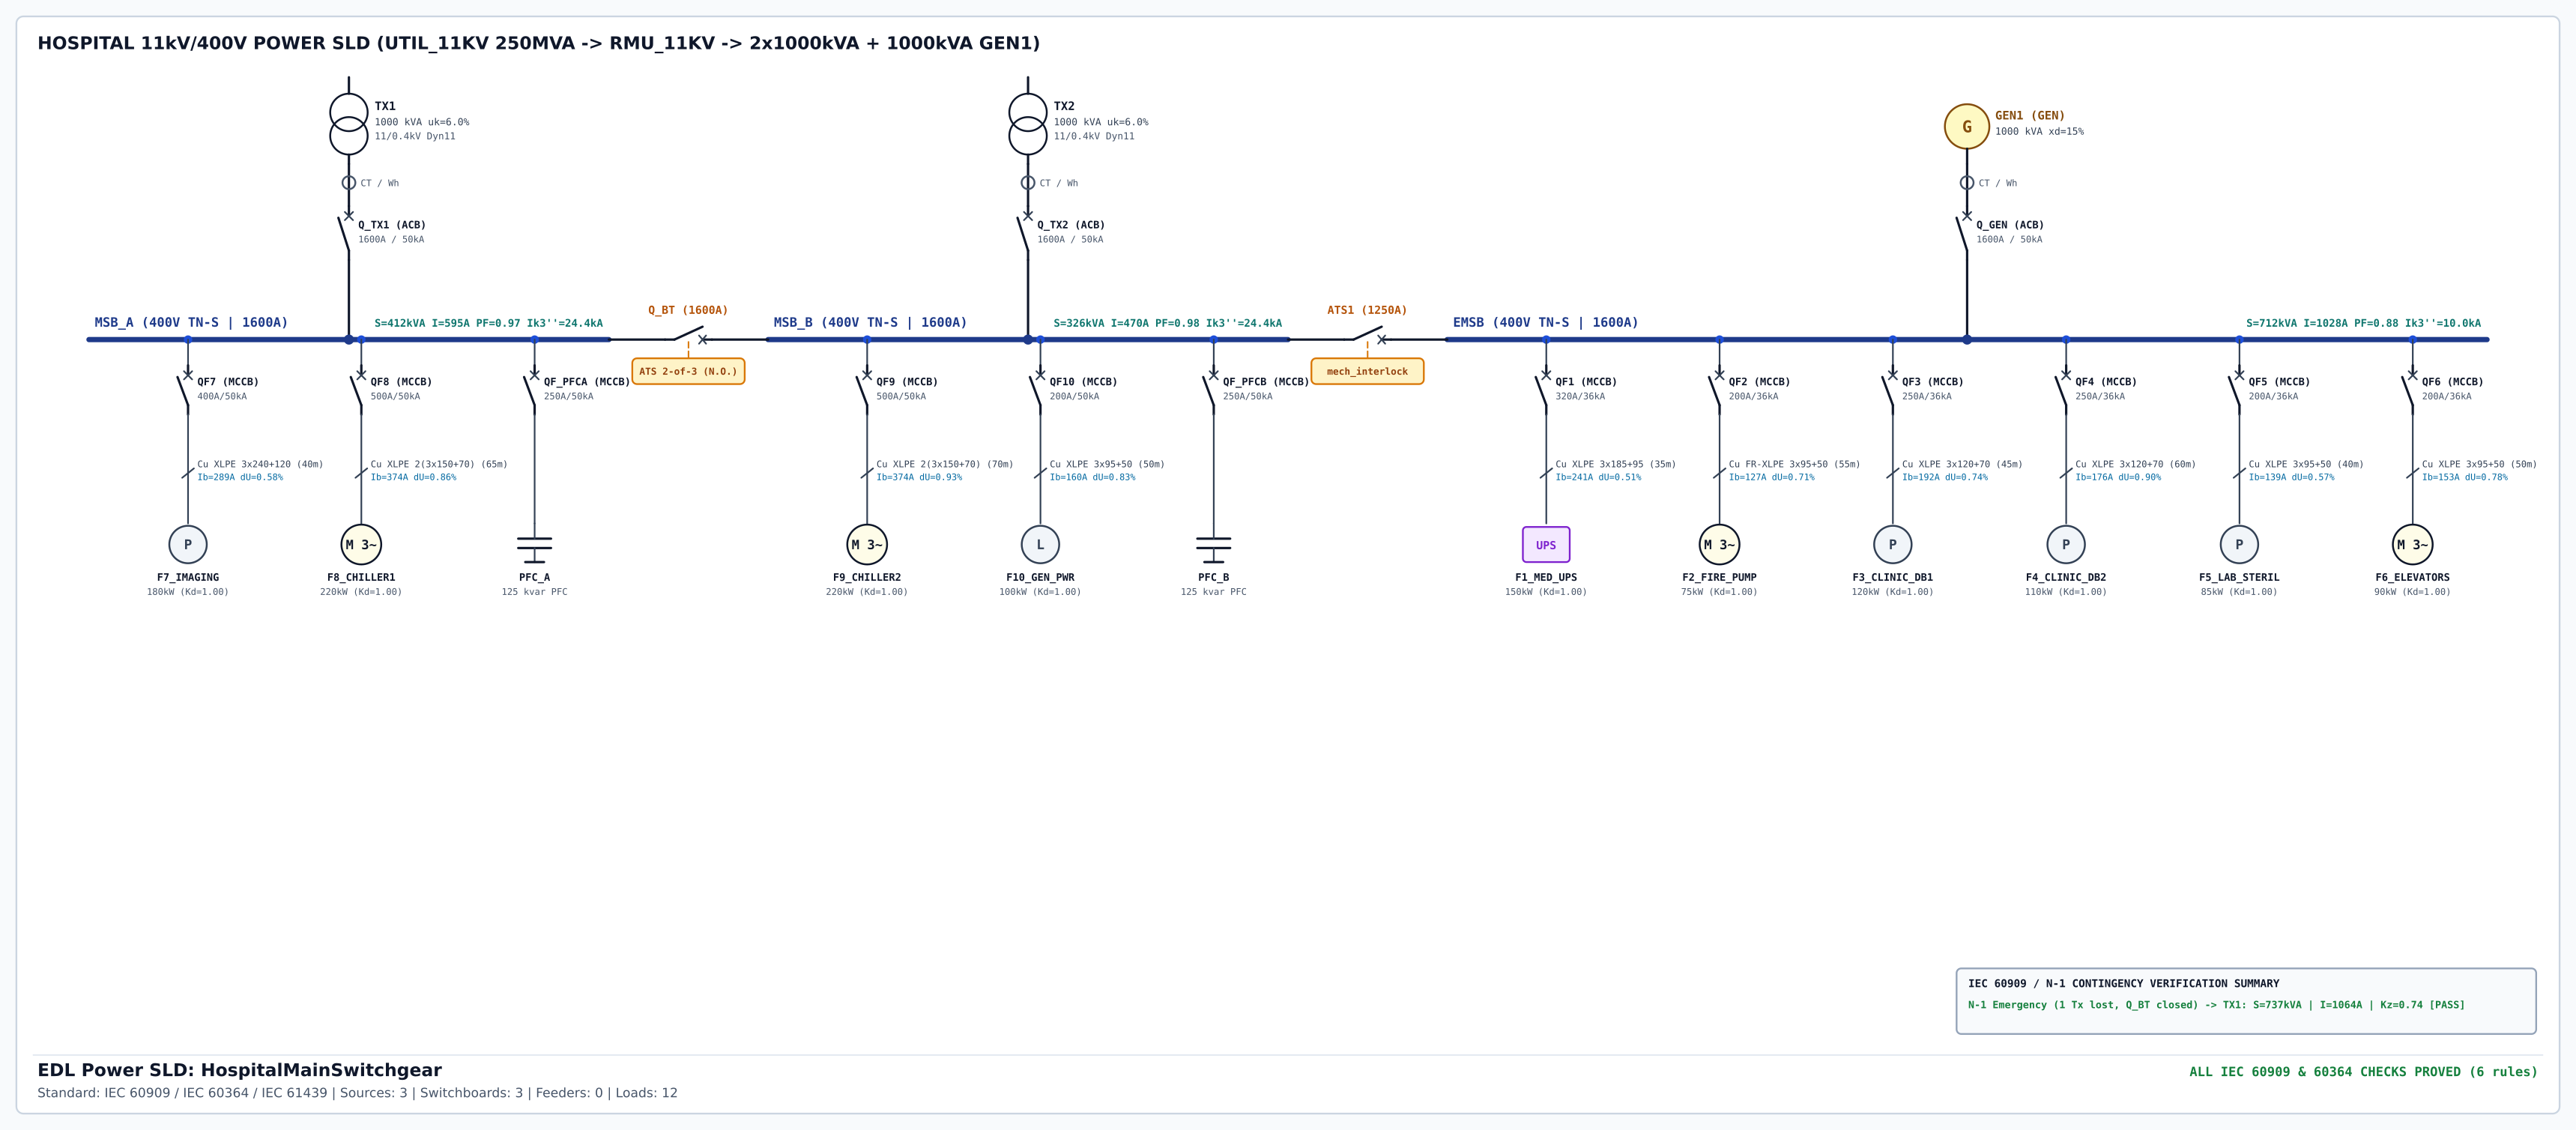 HOSPITAL 11kV/400V POWER SLD (UTIL_11KV 250MVA -> RMU_11KV -> 2x1000kVA + 1000kVA GEN1)
TX1
1000 kVA uk=6.0%
11/0.4kV Dyn11
CT / Wh
Q_TX1 (ACB)
1600A / 50kA
TX2
1000 kVA uk=6.0%
11/0.4kV Dyn11
CT / Wh
Q_TX2 (ACB)
1600A / 50kA
G
GEN1 (GEN)
1000 kVA xd=15%
CT / Wh
Q_GEN (ACB)
1600A / 50kA
MSB_A (400V TN-S | 1600A)
S=412kVA I=595A PF=0.97 Ik3''=24.4kA
Q_BT (1600A)
ATS 2-of-3 (N.O.)
MSB_B (400V TN-S | 1600A)
S=326kVA I=470A PF=0.98 Ik3''=24.4kA
ATS1 (1250A)
mech_interlock
EMSB (400V TN-S | 1600A)
S=712kVA I=1028A PF=0.88 Ik3''=10.0kA
QF7 (MCCB)
400A/50kA
Cu XLPE 3x240+120 (40m)
Ib=289A dU=0.58%
P
F7_IMAGING
180kW (Kd=1.00)
QF8 (MCCB)
500A/50kA
Cu XLPE 2(3x150+70) (65m)
Ib=374A dU=0.86%
M 3~
F8_CHILLER1
220kW (Kd=1.00)
QF_PFCA (MCCB)
250A/50kA
PFC_A
125 kvar PFC
QF9 (MCCB)
500A/50kA
Cu XLPE 2(3x150+70) (70m)
Ib=374A dU=0.93%
M 3~
F9_CHILLER2
220kW (Kd=1.00)
QF10 (MCCB)
200A/50kA
Cu XLPE 3x95+50 (50m)
Ib=160A dU=0.83%
L
F10_GEN_PWR
100kW (Kd=1.00)
QF_PFCB (MCCB)
250A/50kA
PFC_B
125 kvar PFC
QF1 (MCCB)
320A/36kA
Cu XLPE 3x185+95 (35m)
Ib=241A dU=0.51%
UPS
F1_MED_UPS
150kW (Kd=1.00)
QF2 (MCCB)
200A/36kA
Cu FR-XLPE 3x95+50 (55m)
Ib=127A dU=0.71%
M 3~
F2_FIRE_PUMP
75kW (Kd=1.00)
QF3 (MCCB)
250A/36kA
Cu XLPE 3x120+70 (45m)
Ib=192A dU=0.74%
P
F3_CLINIC_DB1
120kW (Kd=1.00)
QF4 (MCCB)
250A/36kA
Cu XLPE 3x120+70 (60m)
Ib=176A dU=0.90%
P
F4_CLINIC_DB2
110kW (Kd=1.00)
QF5 (MCCB)
200A/36kA
Cu XLPE 3x95+50 (40m)
Ib=139A dU=0.57%
P
F5_LAB_STERIL
85kW (Kd=1.00)
QF6 (MCCB)
200A/36kA
Cu XLPE 3x95+50 (50m)
Ib=153A dU=0.78%
M 3~
F6_ELEVATORS
90kW (Kd=1.00)
IEC 60909 / N-1 CONTINGENCY VERIFICATION SUMMARY
N-1 Emergency (1 Tx lost, Q_BT closed) -> TX1: S=737kVA | I=1064A | Kz=0.74 [PASS]
EDL Power SLD: HospitalMainSwitchgear
Standard: IEC 60909 / IEC 60364 / IEC 61439 | Sources: 3 | Switchboards: 3 | Feeders: 0 | Loads: 12
ALL IEC 60909 & 60364 CHECKS PROVED (6 rules)